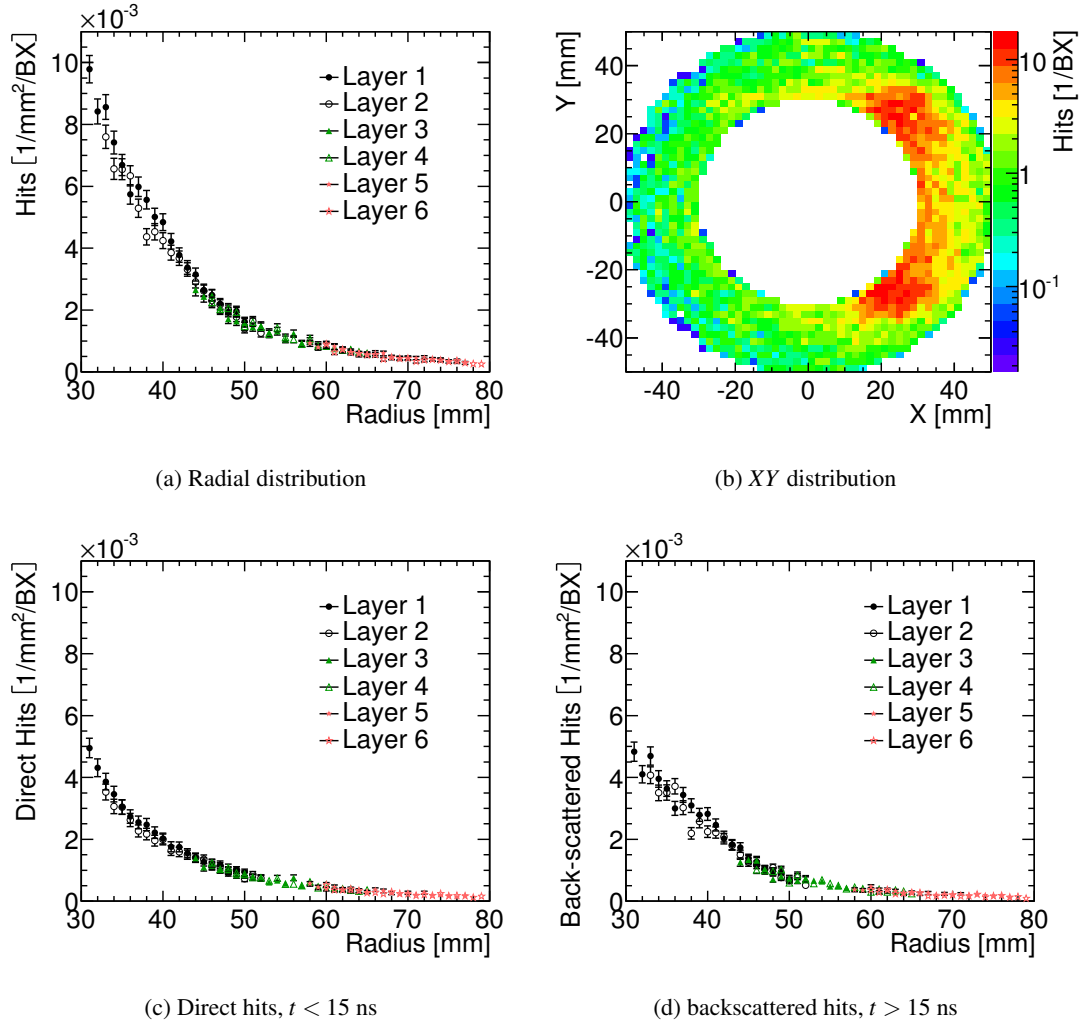 ×10⁻³
Hits [1/mm²/BX]
10
8
6
4
2
0
Layer 1
Layer 2
Layer 3
Layer 4
Layer 5
Layer 6
30 40 50 60 70 80
Radius [mm]
(a) Radial distribution
Y [mm]
40
20
0
-20
-40
-40 -20 0 20 40
X [mm]
Hits [1/BX]
10
1
10⁻¹
(b) XY distribution
×10⁻³
Direct Hits [1/mm²/BX]
10
8
6
4
2
0
Layer 1
Layer 2
Layer 3
Layer 4
Layer 5
Layer 6
30 40 50 60 70 80
Radius [mm]
(c) Direct hits, t < 15 ns
×10⁻³
Back-scattered Hits [1/mm²/BX]
10
8
6
4
2
0
Layer 1
Layer 2
Layer 3
Layer 4
Layer 5
Layer 6
30 40 50 60 70 80
Radius [mm]
(d) backscattered hits, t > 15 ns